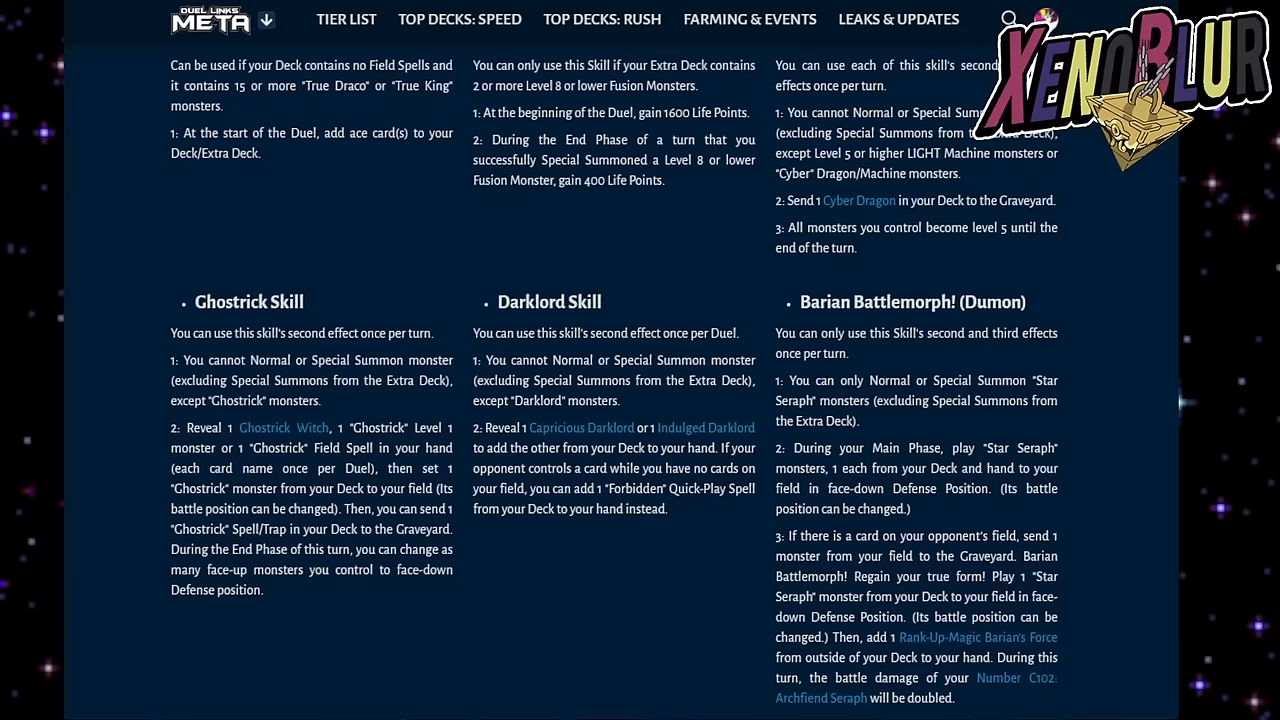 DUEL LINKS
META
TIER LIST TOP DECKS: SPEED TOP DECKS: RUSH FARMING & EVENTS LEAKS & UPDATES
XENOBLUR
Can be used if your Deck contains no Field Spells and
it contains 15 or more "True Draco" or "True King"
monsters.
1: At the start of the Duel, add ace card(s) to your
Deck/Extra Deck.
You can only use this Skill if your Extra Deck contains
2 or more Level 8 or lower Fusion Monsters.
1: At the beginning of the Duel, gain 1600 Life Points.
2: During the End Phase of a turn that you
successfully Special Summoned a Level 8 or lower
Fusion Monster, gain 400 Life Points.
You can use each of this skill's second
effects once per turn.
1: You cannot Normal or Special
(excluding Special Summons from Deck),
except Level 5 or higher LIGHT Machine monsters or
"Cyber" Dragon/Machine monsters.
2: Send 1 Cyber Dragon in your Deck to the Graveyard.
3: All monsters you control become level 5 until the
end of the turn.
• Ghostrick Skill
You can use this skill's second effect once per turn.
1: You cannot Normal or Special Summon monster
(excluding Special Summons from the Extra Deck),
except "Ghostrick" monsters.
2: Reveal 1 Ghostrick Witch, 1 "Ghostrick" Level 1
monster or 1 "Ghostrick" Field Spell in your hand
(each card name once per Duel), then set 1
"Ghostrick" monster from your Deck to your field (Its
battle position can be changed). Then, you can send 1
"Ghostrick" Spell/Trap in your Deck to the Graveyard.
During the End Phase of this turn, you can change as
many face-up monsters you control to face-down
Defense position.
• Darklord Skill
You can use this skill's second effect once per Duel.
1: You cannot Normal or Special Summon monster
(excluding Special Summons from the Extra Deck),
except "Darklord" monsters.
2: Reveal 1 Capricious Darklord or 1 Indulged Darklord
to add the other from your Deck to your hand. If your
opponent controls a card while you have no cards on
your field, you can add 1 "Forbidden" Quick-Play Spell
from your Deck to your hand instead.
• Barian Battlemorph! (Dumon)
You can only use this Skill's second and third effects
once per turn.
1: You can only Normal or Special Summon "Star
Seraph" monsters (excluding Special Summons from
the Extra Deck).
2: During your Main Phase, play "Star Seraph"
monsters, 1 each from your Deck and hand to your
field in face-down Defense Position. (Its battle
position can be changed.)
3: If there is a card on your opponent's field, send 1
monster from your field to the Graveyard. Barian
Battlemorph! Regain your true form! Play 1 "Star
Seraph" monster from your Deck to your field in face-
down Defense Position. (Its battle position can be
changed.) Then, add 1 Rank-Up-Magic Barian's Force
from outside of your Deck to your hand. During this
turn, the battle damage of your Number C102:
Archfiend Seraph will be doubled.